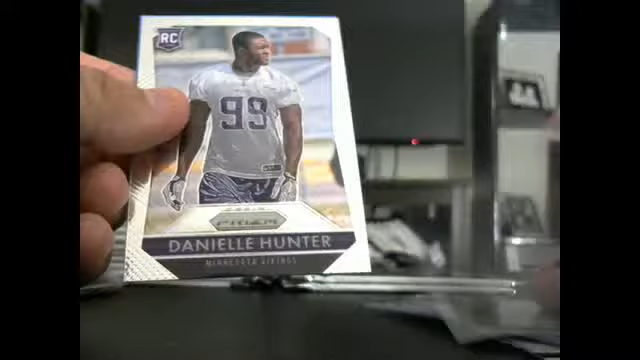 RC
99
PRIZM
DANIELLE HUNTER
MINNESOTA VIKINGS